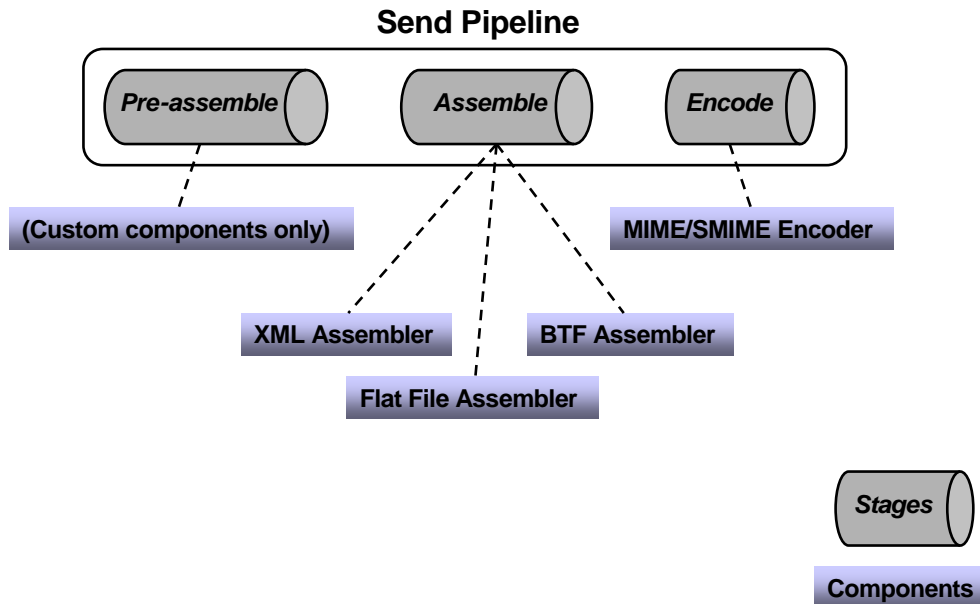 Send Pipeline
Pre-assemble
Assemble
Encode
(Custom components only)
MIME/SMIME Encoder
XML Assembler
BTF Assembler
Flat File Assembler
Stages
Components